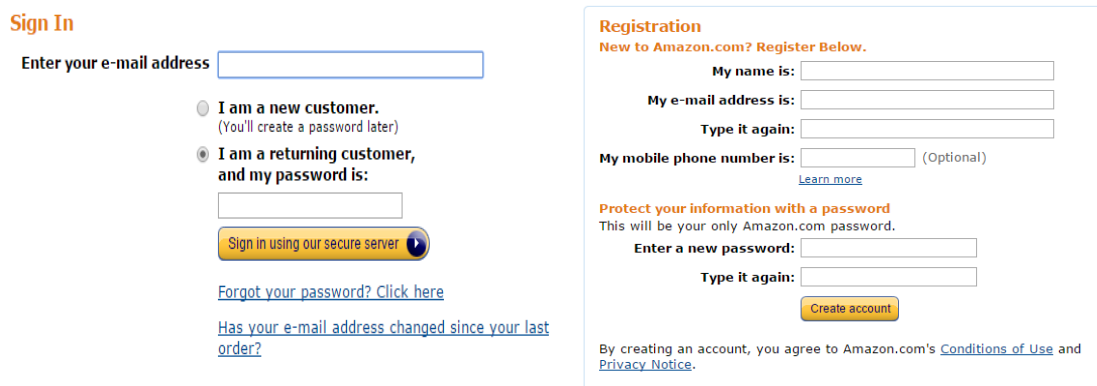 Sign In
Enter your e-mail address
I am a new customer.
(You'll create a password later)
I am a returning customer,
and my password is:
Sign in using our secure server
Forgot your password? Click here
Has your e-mail address changed since your last
order?
Registration
New to Amazon.com? Register Below.
My name is:
My e-mail address is:
Type it again:
My mobile phone number is: (Optional)
Learn more
Protect your information with a password
This will be your only Amazon.com password.
Enter a new password:
Type it again:
Create account
By creating an account, you agree to Amazon.com's Conditions of Use and
Privacy Notice.